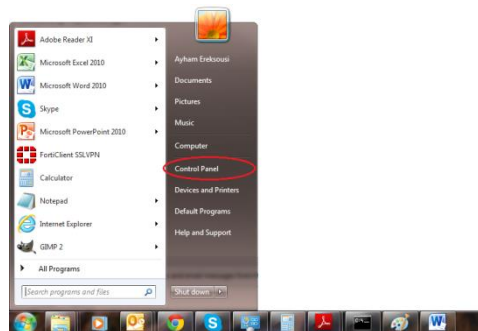 Adobe Reader XI
Microsoft Excel 2010
Microsoft Word 2010
Skype
Microsoft PowerPoint 2010
FortiClient SSLVPN
Calculator
Notepad
Internet Explorer
GIMP 2
All Programs
Search programs and files
Ayham Ereksousi
Documents
Pictures
Music
Computer
Control Panel
Devices and Printers
Default Programs
Help and Support
Shut down